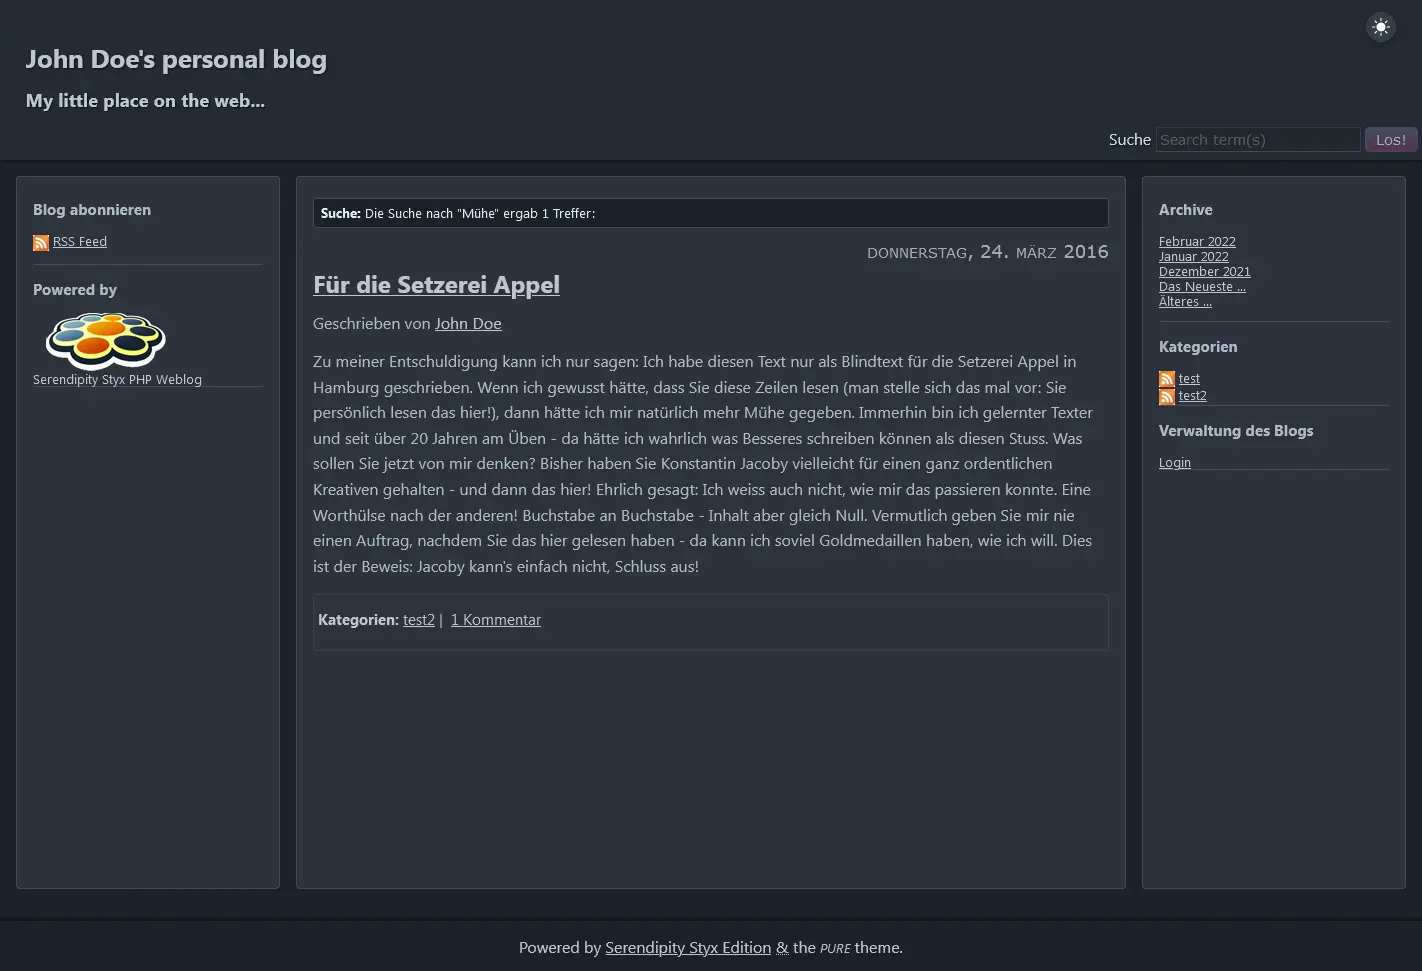 John Doe's personal blog
My little place on the web...
Suche Search term(s) Los!
Blog abonnieren
RSS Feed
Powered by
Serendipity Styx PHP Weblog
Suche: Die Suche nach "Mühe" ergab 1 Treffer:
Donnerstag, 24. März 2016
Für die Setzerei Appel
Geschrieben von John Doe
Zu meiner Entschuldigung kann ich nur sagen: Ich habe diesen Text nur als Blindtext für die Setzerei Appel in
Hamburg geschrieben. Wenn ich gewusst hätte, dass Sie diese Zeilen lesen (man stelle sich das mal vor: Sie
persönlich lesen das hier!), dann hätte ich mir natürlich mehr Mühe gegeben. Immerhin bin ich gelernter Texter
und seit über 20 Jahren am Üben - da hätte ich wahrlich was Besseres schreiben können als diesen Stuss. Was
sollen Sie jetzt von mir denken? Bisher haben Sie Konstantin Jacoby vielleicht für einen ganz ordentlichen
Kreativen gehalten - und dann das hier! Ehrlich gesagt: Ich weiss auch nicht, wie mir das passieren konnte. Eine
Worthülse nach der anderen! Buchstabe an Buchstabe - Inhalt aber gleich Null. Vermutlich geben Sie mir nie
einen Auftrag, nachdem Sie das hier gelesen haben - da kann ich soviel Goldmedaillen haben, wie ich will. Dies
ist der Beweis: Jacoby kann's einfach nicht, Schluss aus!
Kategorien: test2 | 1 Kommentar
Archive
Februar 2022
Januar 2022
Dezember 2021
Das Neueste ...
Älteres ...
Kategorien
test
test2
Verwaltung des Blogs
Login
Powered by Serendipity Styx Edition & the PURE theme.